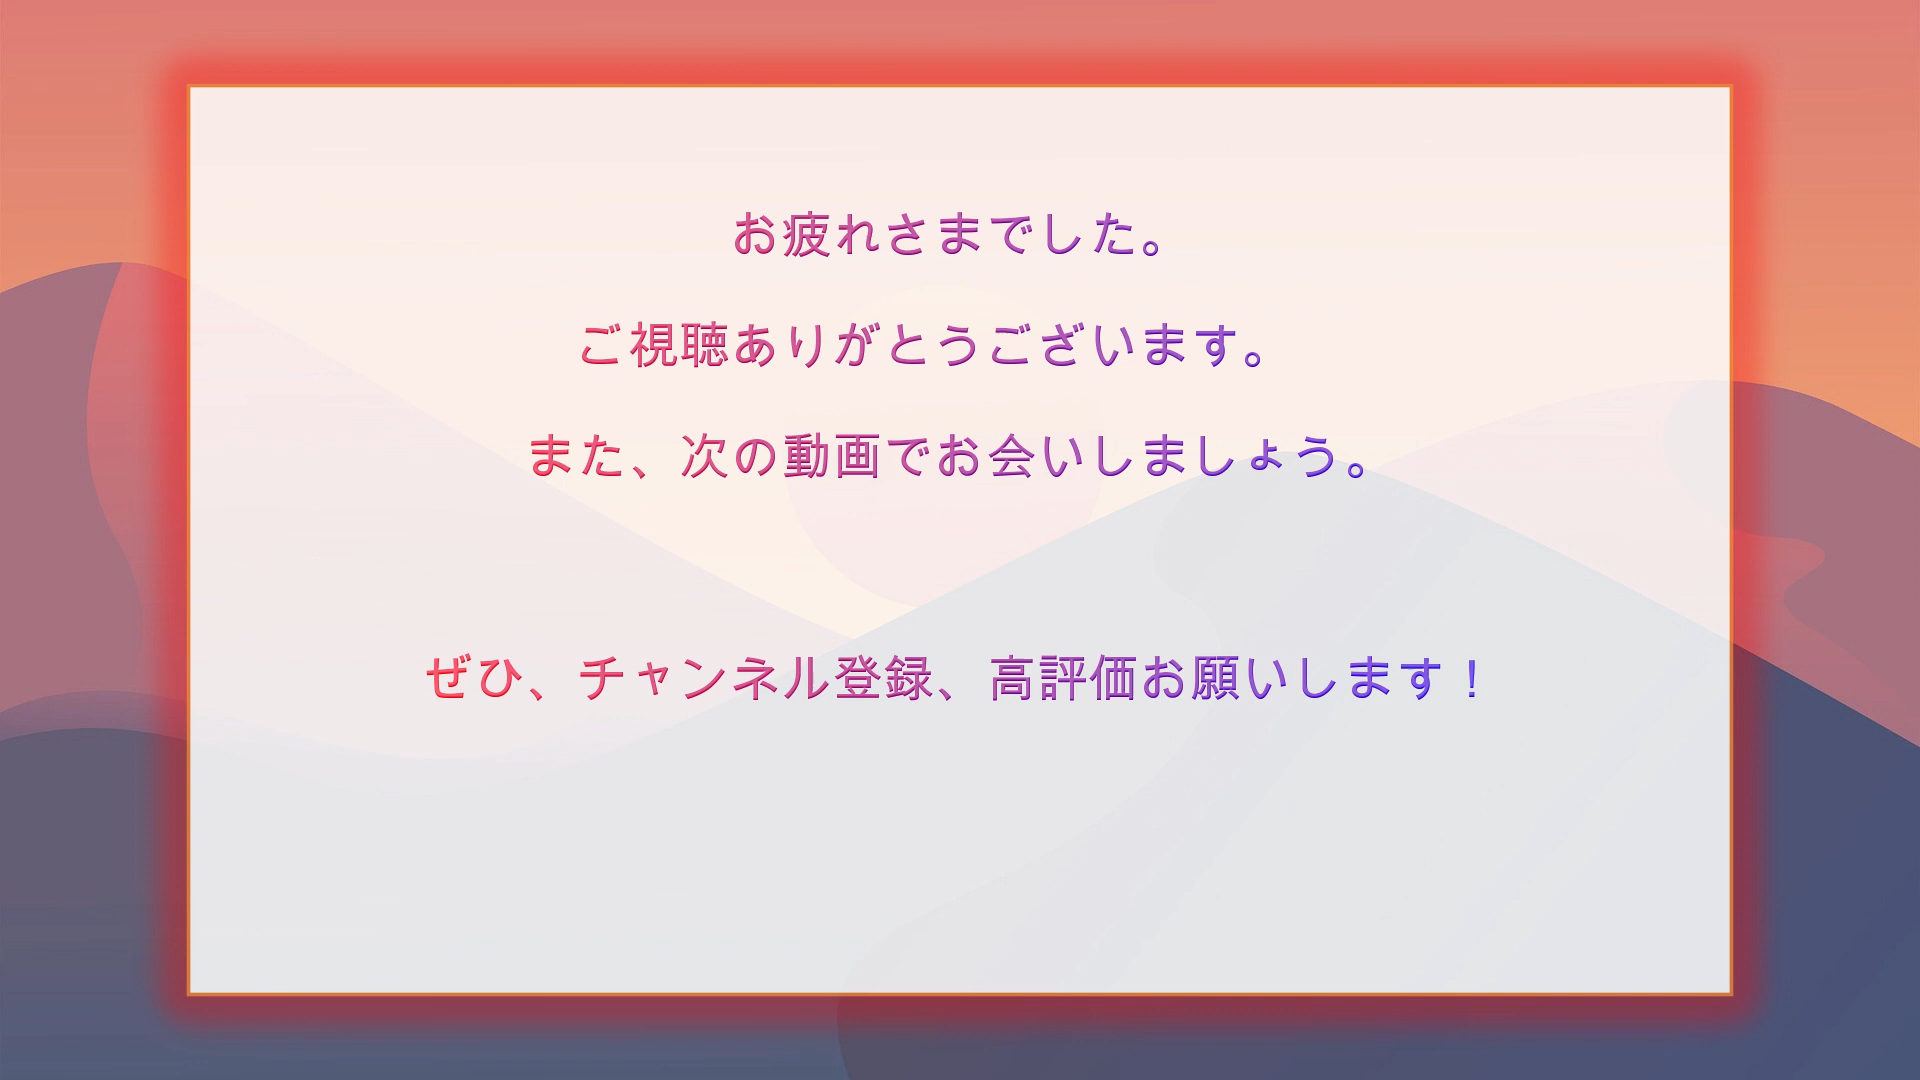 お疲れさまでした。
ご視聴ありがとうございます。
また、次の動画でお会いしましょう。
ぜひ、チャンネル登録、高評価お願いします！